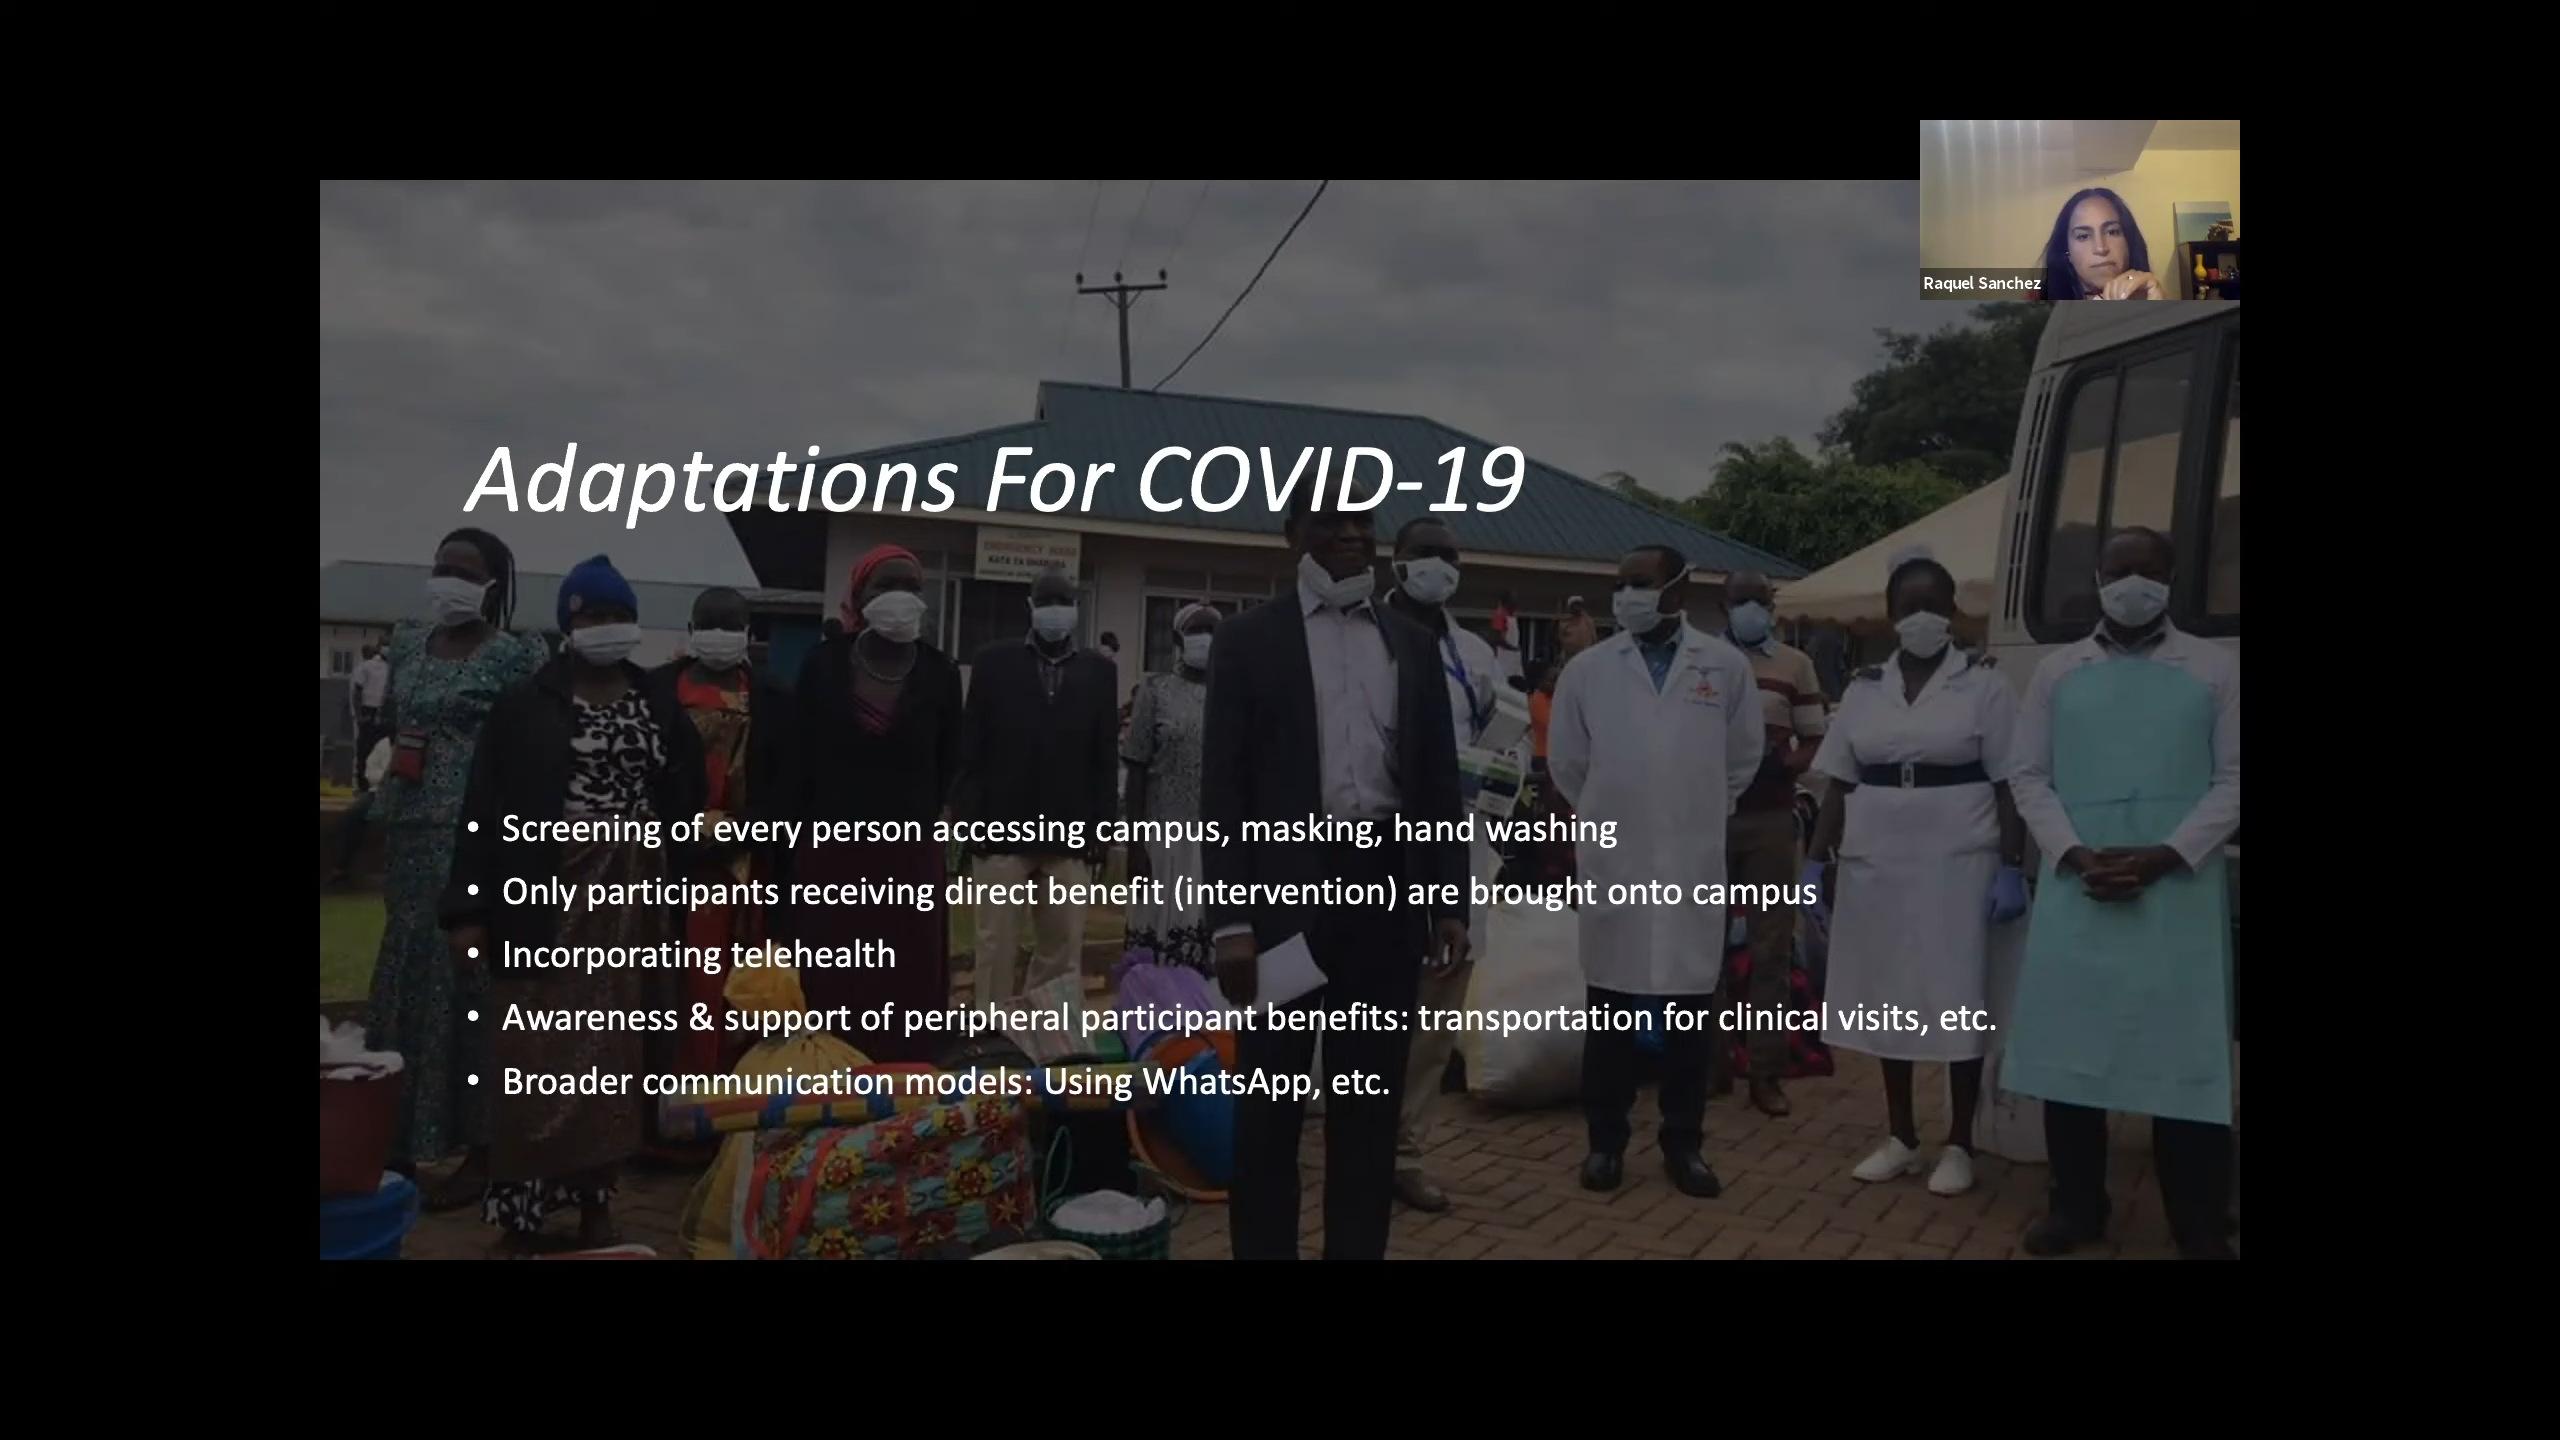 Raquel Sanchez
Adaptations For COVID-19
EMERGENCY WARD
• Screening of every person accessing campus, masking, hand washing
• Only participants receiving direct benefit (intervention) are brought onto campus
• Incorporating telehealth
• Awareness & support of peripheral participant benefits: transportation for clinical visits, etc.
• Broader communication models: Using WhatsApp, etc.